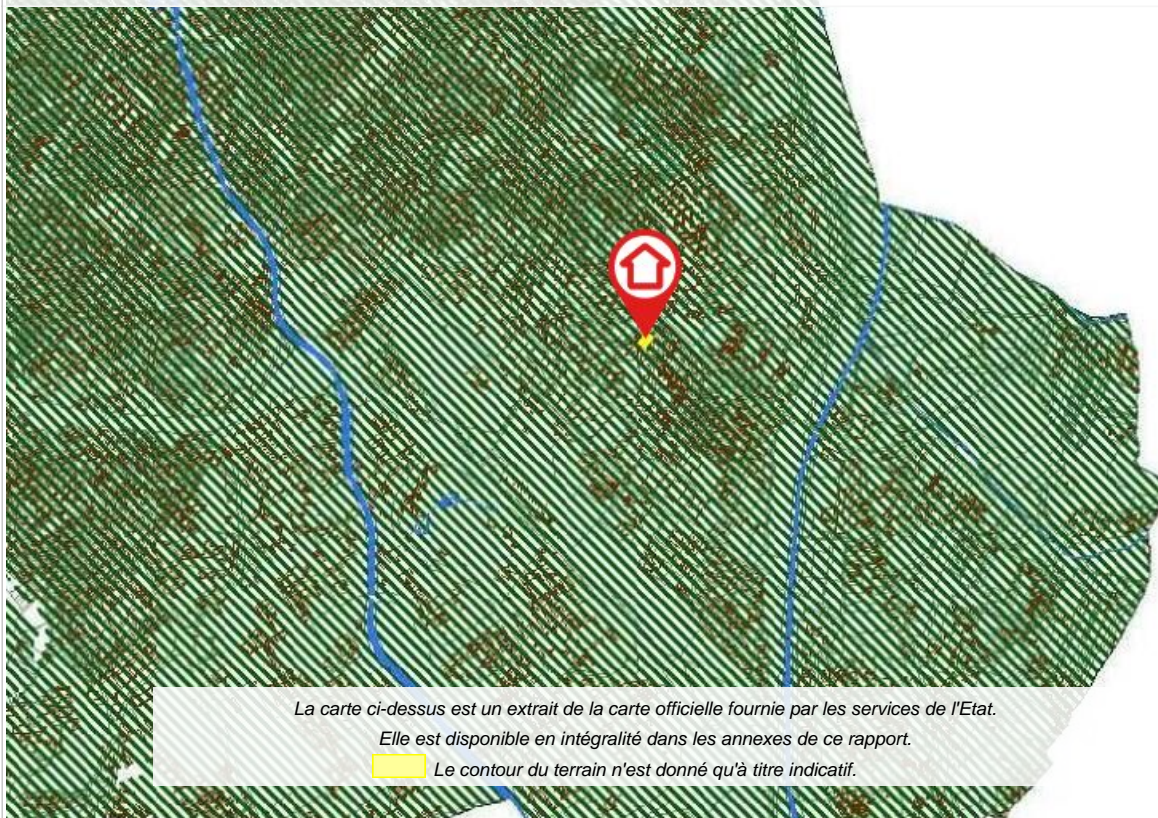 La carte ci-dessus est un extrait de la carte officielle fournie par les services de l'Etat.
Elle est disponible en intégralité dans les annexes de ce rapport.
Le contour du terrain n'est donné qu'à titre indicatif.